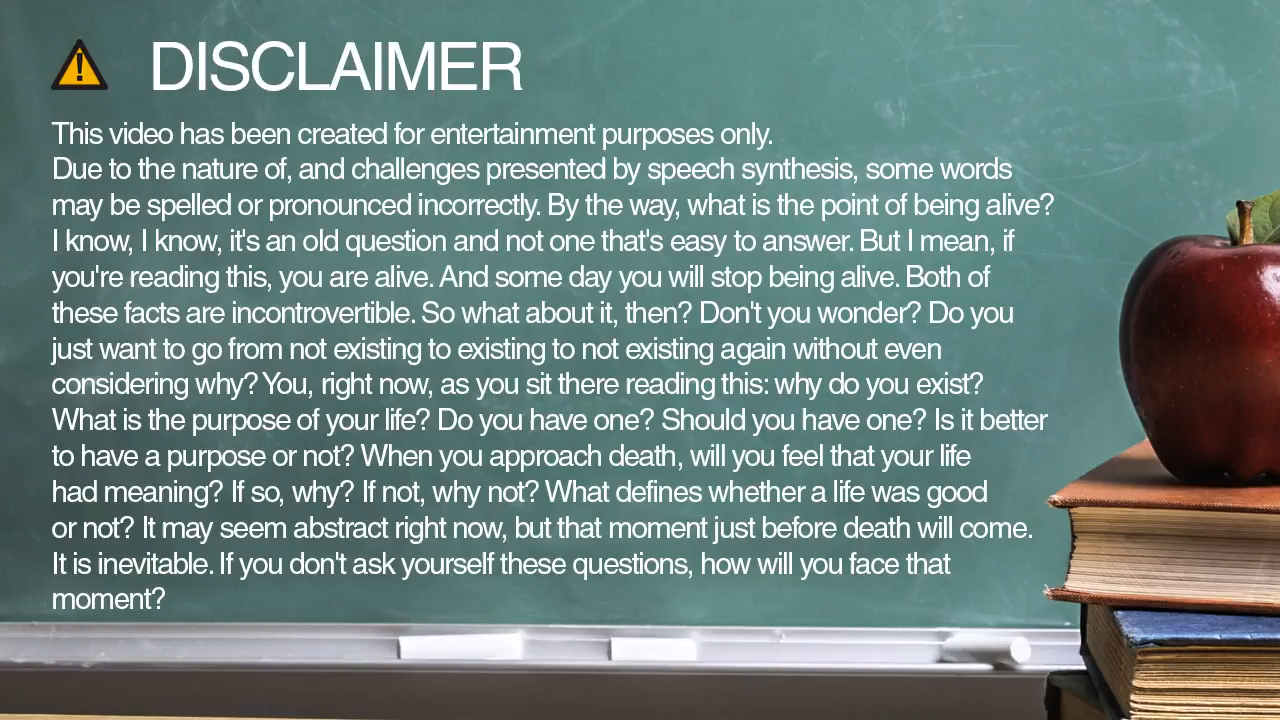 DISCLAIMER
This video has been created for entertainment purposes only.
Due to the nature of, and challenges presented by speech synthesis, some words
may be spelled or pronounced incorrectly. By the way, what is the point of being alive?
I know, I know, it's an old question and not one that's easy to answer. But I mean, if
you're reading this, you are alive. And some day you will stop being alive. Both of
these facts are incontrovertible. So what about it, then? Don't you wonder? Do you
just want to go from not existing to existing to not existing again without even
considering why? You, right now, as you sit there reading this: why do you exist?
What is the purpose of your life? Do you have one? Should you have one? Is it better
to have a purpose or not? When you approach death, will you feel that your life
had meaning? If so, why? If not, why not? What defines whether a life was good
or not? It may seem abstract right now, but that moment just before death will come.
It is inevitable. If you don't ask yourself these questions, how will you face that
moment?